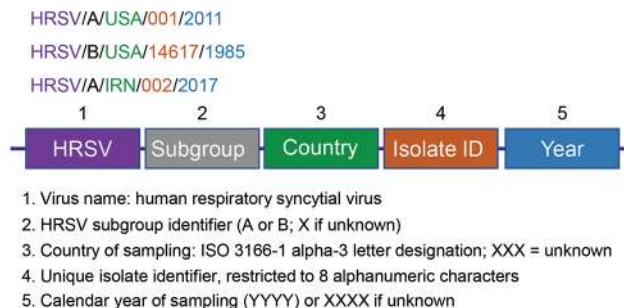 HRSV/A/USA/001/2011
HRSV/B/USA/14617/1985
HRSV/A/IRN/002/2017
1 2 3 4 5
HRSV Subgroup Country Isolate ID Year
1. Virus name: human respiratory syncytial virus
2. HRSV subgroup identifier (A or B; X if unknown)
3. Country of sampling: ISO 3166-1 alpha-3 letter designation; XXX = unknown
4. Unique isolate identifier, restricted to 8 alphanumeric characters
5. Calendar year of sampling (YYYY) or XXXX if unknown